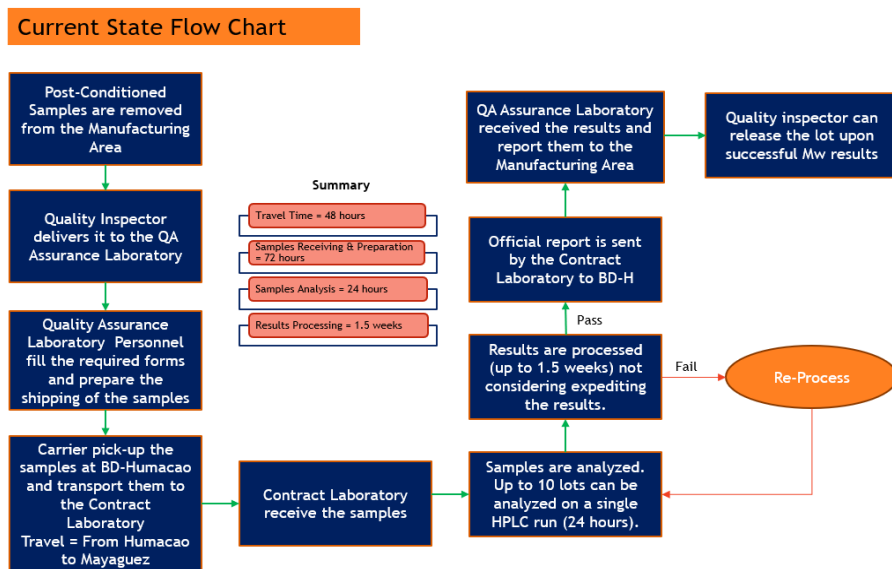 Current State Flow Chart
Post-Conditioned
Samples are removed
from the Manufacturing
Area
Quality Inspector
delivers it to the QA
Assurance Laboratory
Quality Assurance
Laboratory Personnel
fill the required forms
and prepare the
shipping of the samples
Carrier pick-up the
samples at BD-Humacao
and transport them to
the Contract
Laboratory
Travel = From Humacao
to Mayaguez
Summary
Travel Time = 48 hours
Samples Receiving & Preparation
= 72 hours
Samples Analysis = 24 hours
Results Processing = 1.5 weeks
Contract Laboratory
receive the samples
Samples are analyzed.
Up to 10 lots can be
analyzed on a single
HPLC run (24 hours).
Results are processed
(up to 1.5 weeks) not
considering expediting
the results.
Fail
Re-Process
Pass
Official report is sent
by the Contract
Laboratory to BD-H
QA Assurance Laboratory
received the results and
report them to the
Manufacturing Area
Quality inspector can
release the lot upon
successful Mw results